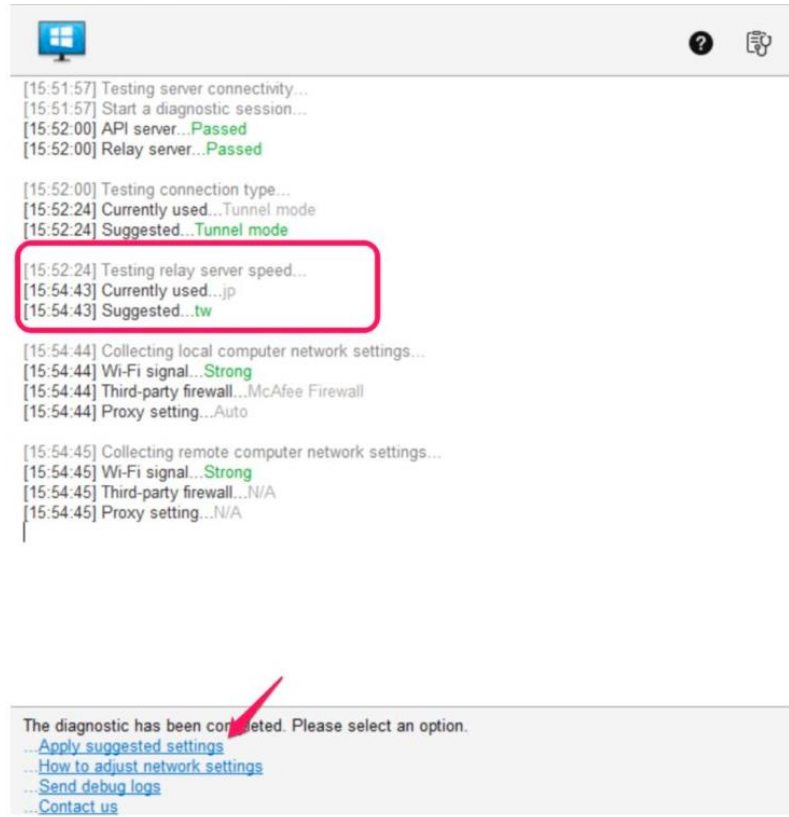 [15:51:57] Testing server connectivity...
[15:51:57] Start a diagnostic session...
[15:52:00] API server...Passed
[15:52:00] Relay server...Passed
[15:52:00] Testing connection type...
[15:52:24] Currently used...Tunnel mode
[15:52:24] Suggested...Tunnel mode
[15:52:24] Testing relay server speed...
[15:54:43] Currently used...jp
[15:54:43] Suggested...tw
[15:54:44] Collecting local computer network settings...
[15:54:44] Wi-Fi signal...Strong
[15:54:44] Third-party firewall...McAfee Firewall
[15:54:44] Proxy setting...Auto
[15:54:45] Collecting remote computer network settings...
[15:54:45] Wi-Fi signal...Strong
[15:54:45] Third-party firewall...N/A
[15:54:45] Proxy setting...N/A
The diagnostic has been completed. Please select an option.
...Apply suggested settings
...How to adjust network settings
...Send debug logs
...Contact us